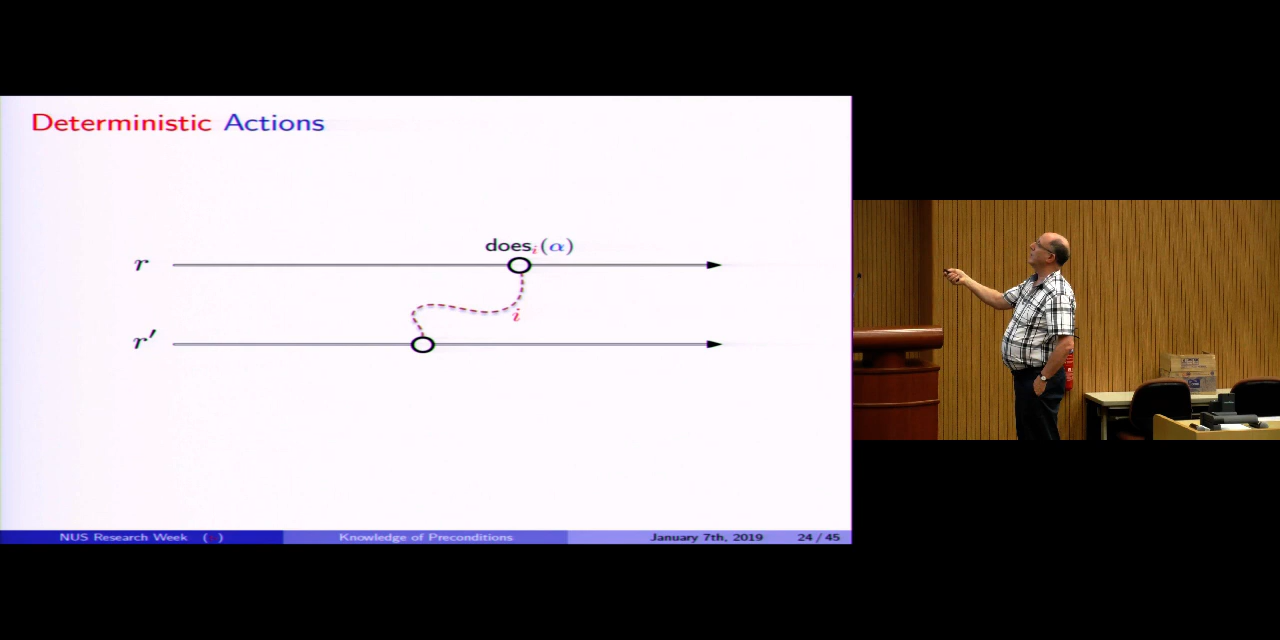 Deterministic Actions
does_i(α)
r
i
r′
NUS Research Week ( ) Knowledge of Preconditions January 7th, 2019 24 / 45